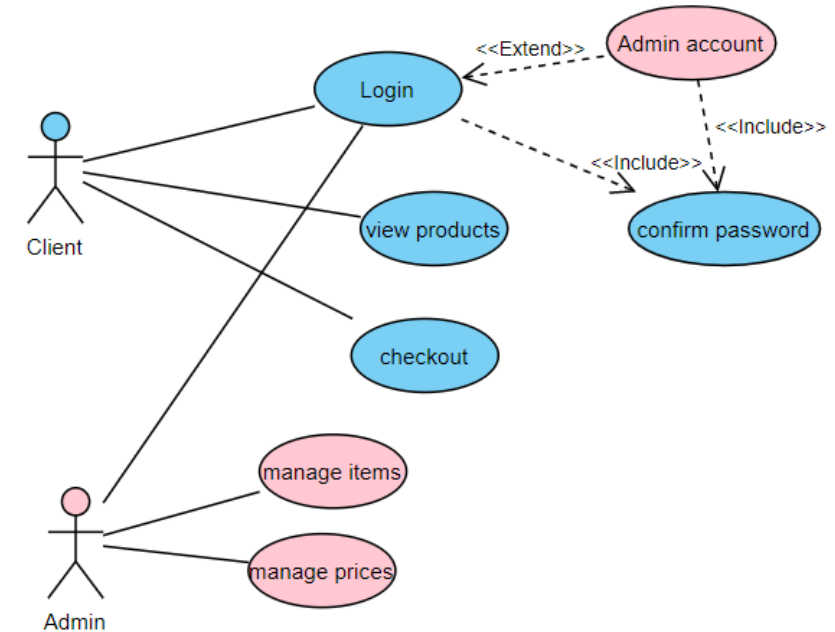 <<Extend>>
Admin account
Login
<<Include>>
<<Include>>
Client
view products
confirm password
checkout
manage items
manage prices
Admin